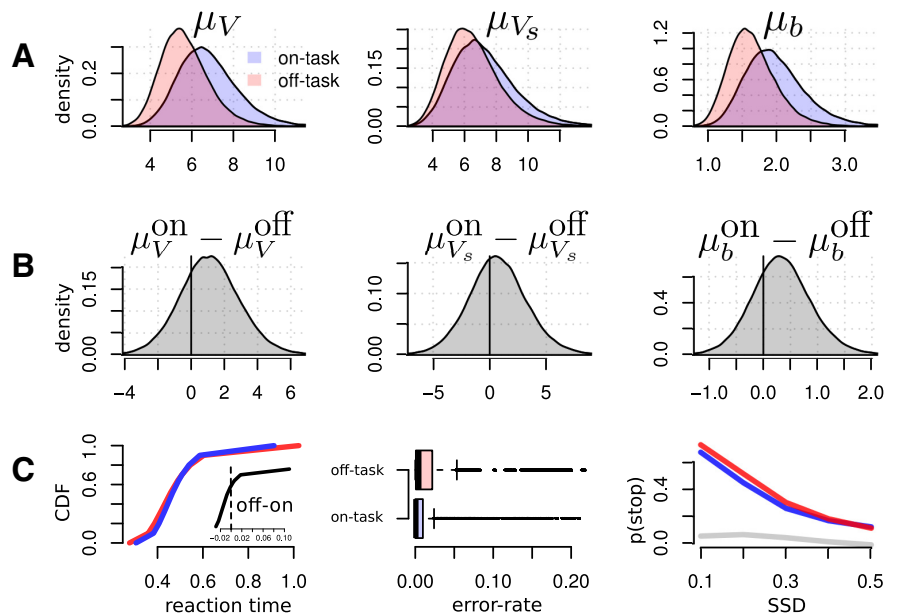 A
μ_V
μ_{V_s}
μ_b
on-task
off-task
density
0.0 0.2
4 6 8 10
0.00 0.15
4 6 8 10
0.0 0.6 1.2
1.0 2.0 3.0
B
μ_V^on − μ_V^off
μ_{V_s}^on − μ_{V_s}^off
μ_b^on − μ_b^off
density
0.00 0.15
−4 0 2 4 6
0.00 0.10
−5 0 5
0.0 0.4
−1.0 0.0 1.0 2.0
C
CDF
0.0 0.6 1.0
off-on
−0.02 0.02 0.06 0.10
0.4 0.6 0.8 1.0
reaction time
off-task
on-task
0.00 0.10 0.20
error-rate
p(stop)
0.0 0.4
0.1 0.3 0.5
SSD